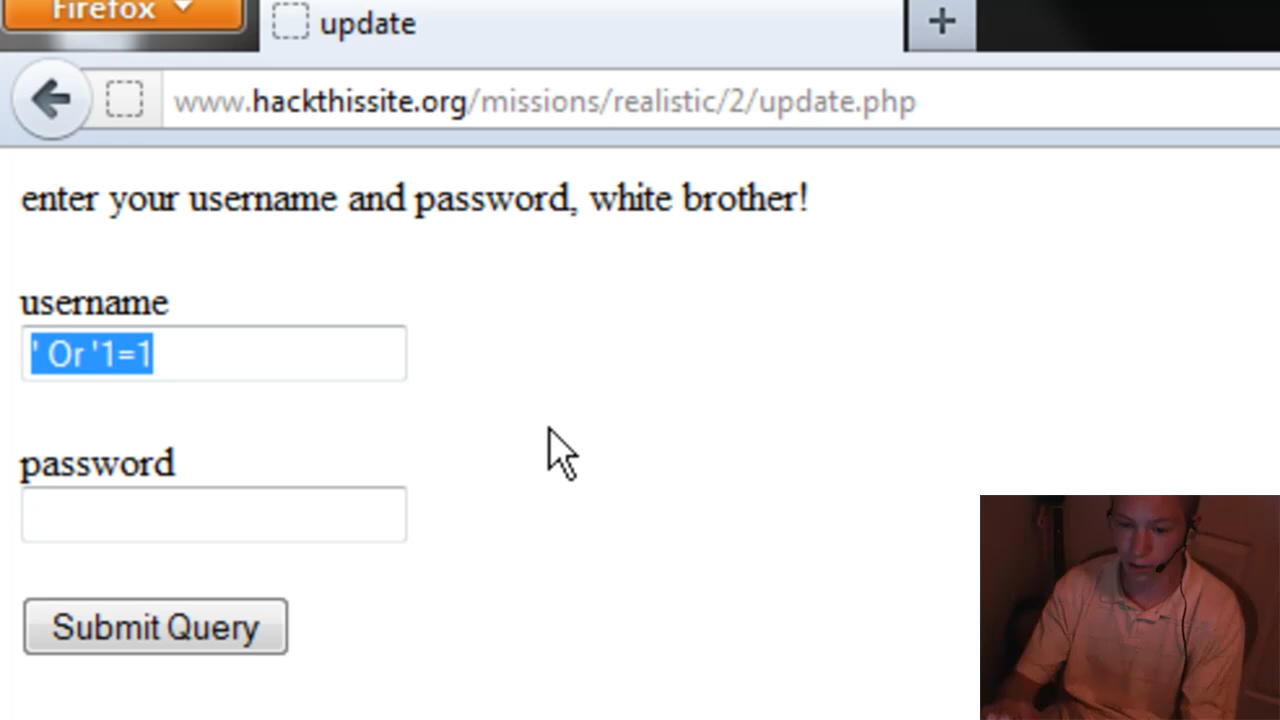 Firefox
update
www.hackthissite.org/missions/realistic/2/update.php
enter your username and password, white brother!
username
' Or '1=1
password
Submit Query